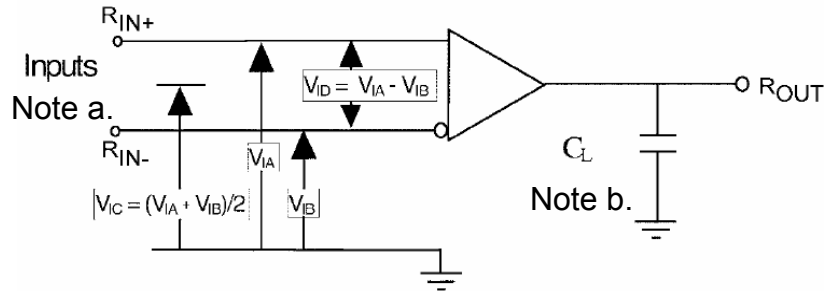 RIN+
Inputs
Note a.
RIN-
VID = VIA - VIB
VIA
VIC = (VIA + VIB)/2
VIB
ROUT
CL
Note b.